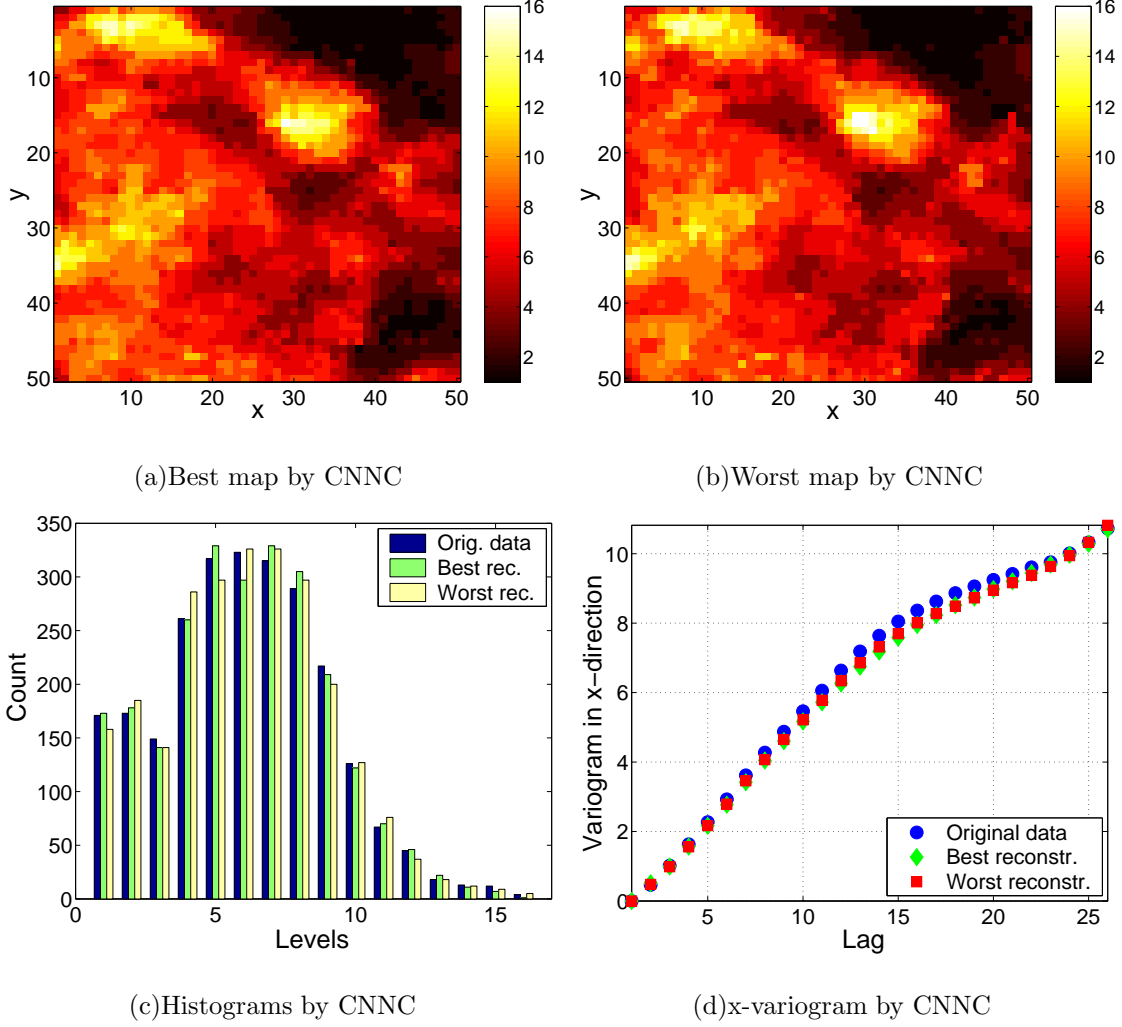 10
20
30
40
50
y
10 20 30 40 50
x
16
14
12
10
8
6
4
2
(a)Best map by CNNC
10
20
30
40
50
y
10 20 30 40 50
x
16
14
12
10
8
6
4
2
(b)Worst map by CNNC
350
300
250
200
150
100
50
0
Count
0 5 10 15
Levels
Orig. data
Best rec.
Worst rec.
(c)Histograms by CNNC
10
8
6
4
2
0
Variogram in x−direction
5 10 15 20 25
Lag
Original data
Best reconstr.
Worst reconstr.
(d)x-variogram by CNNC